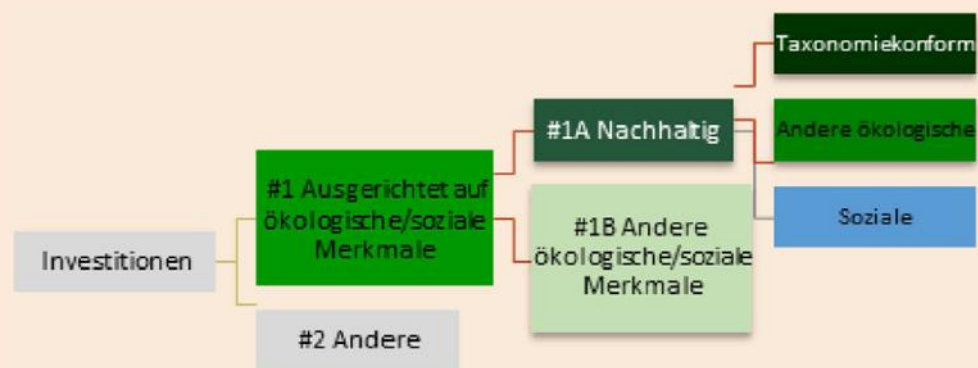 Investitionen
#1 Ausgerichtet auf
ökologische/soziale
Merkmale
#2 Andere
#1A Nachhaltig
#1B Andere
ökologische/soziale
Merkmale
Taxonomiekonform
Andere ökologische
Soziale